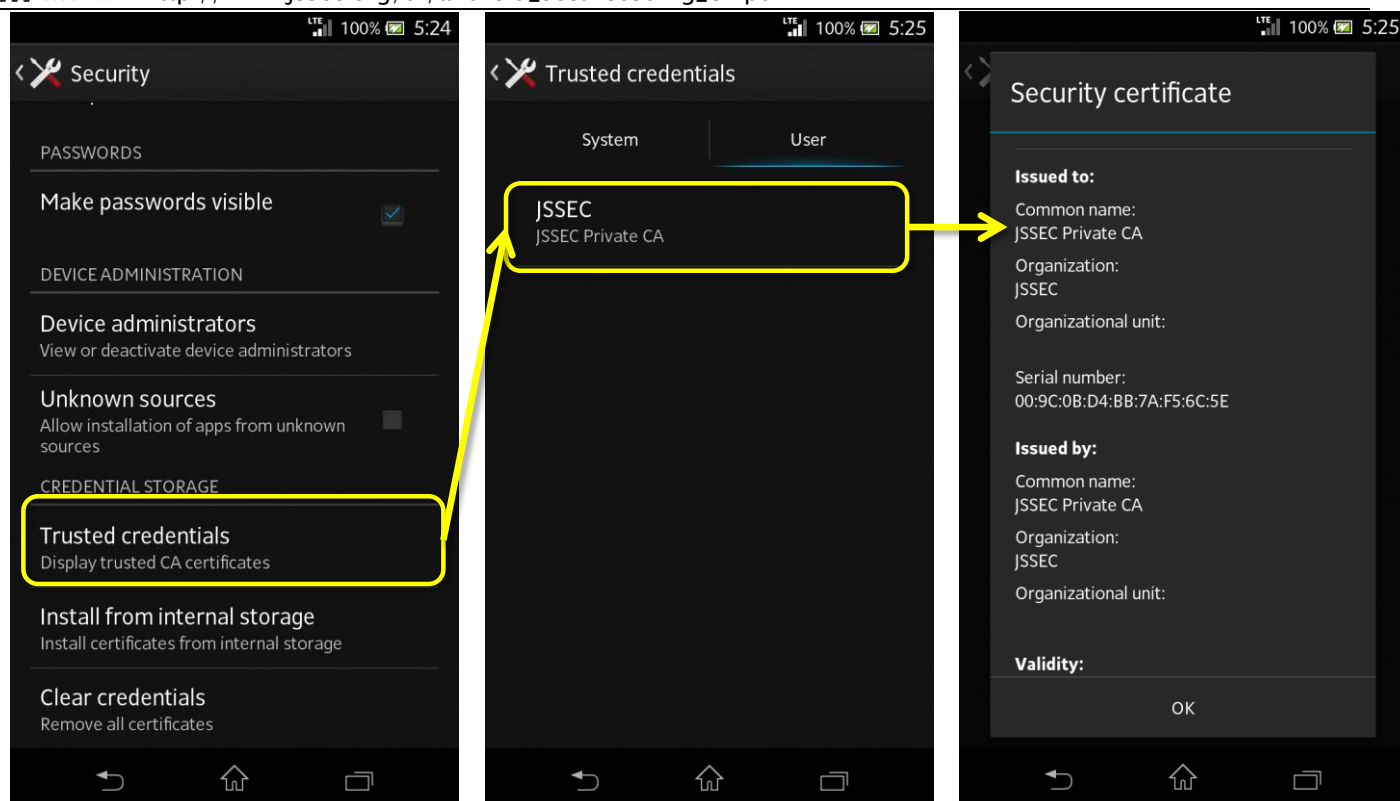 LTE 100% 5:24
Security
PASSWORDS
Make passwords visible
DEVICE ADMINISTRATION
Device administrators
View or deactivate device administrators
Unknown sources
Allow installation of apps from unknown
sources
CREDENTIAL STORAGE
Trusted credentials
Display trusted CA certificates
Install from internal storage
Install certificates from internal storage
Clear credentials
Remove all certificates
LTE 100% 5:25
Trusted credentials
System User
JSSEC
JSSEC Private CA
LTE 100% 5:25
Security certificate
Issued to:
Common name:
JSSEC Private CA
Organization:
JSSEC
Organizational unit:
Serial number:
00:9C:0B:D4:BB:7A:F5:6C:5E
Issued by:
Common name:
JSSEC Private CA
Organization:
JSSEC
Organizational unit:
Validity:
OK